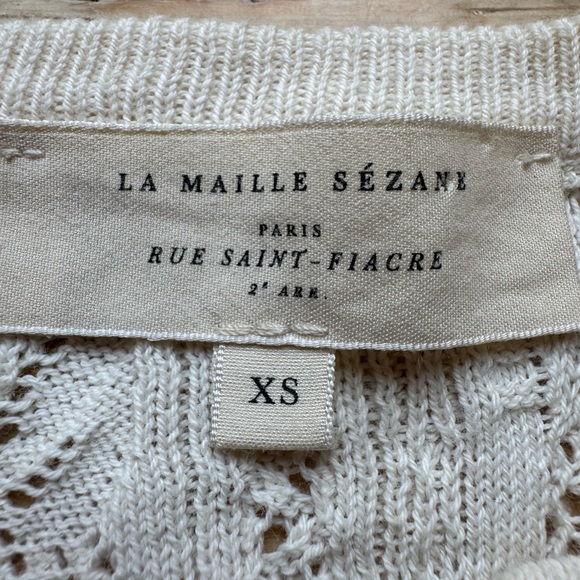 LA MAILLE SÉZANE
PARIS
RUE SAINT-FIACRE
2ᵉ ARR.
XS